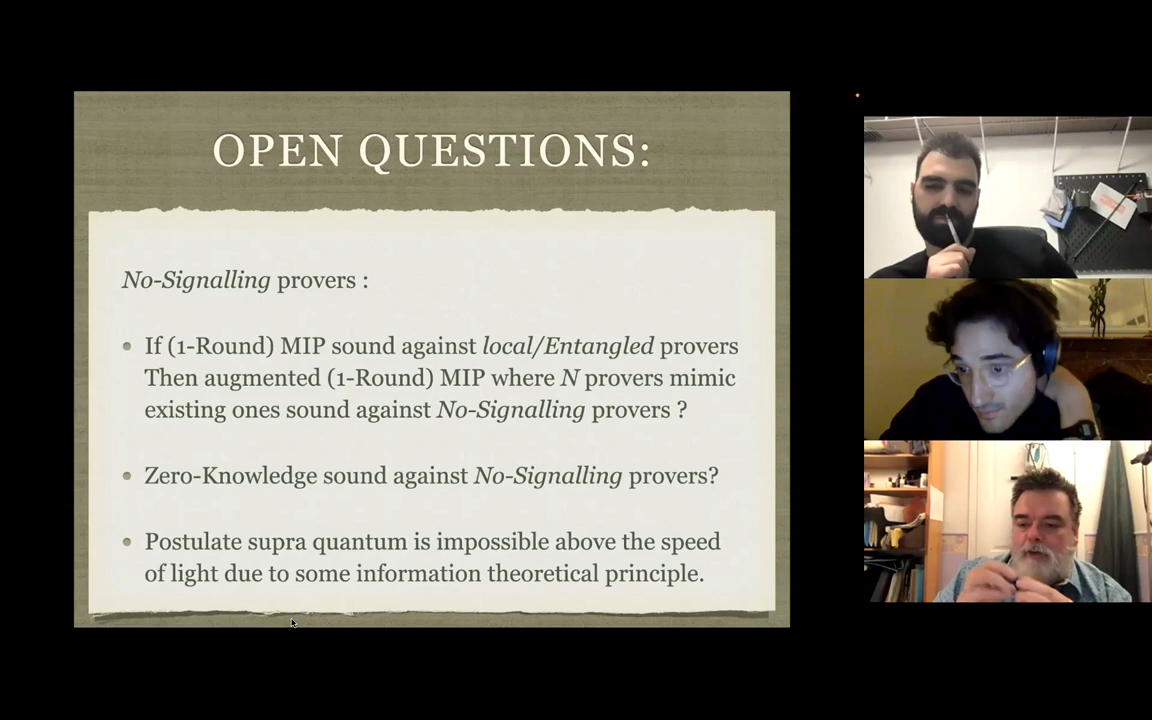 OPEN QUESTIONS:
No-Signalling provers :
• If (1-Round) MIP sound against local/Entangled provers
Then augmented (1-Round) MIP where N provers mimic
existing ones sound against No-Signalling provers ?
• Zero-Knowledge sound against No-Signalling provers?
• Postulate supra quantum is impossible above the speed
of light due to some information theoretical principle.